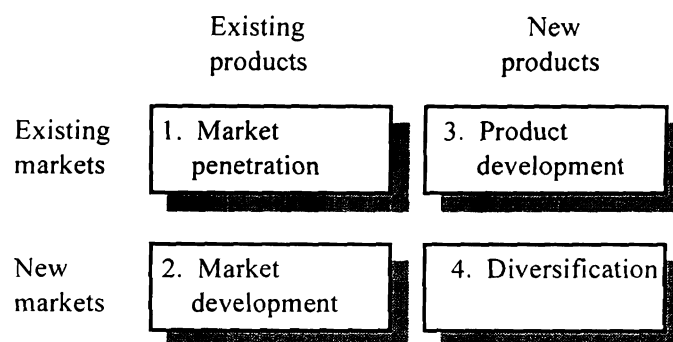 Existing
products
New
products
Existing
markets
1. Market
penetration
3. Product
development
New
markets
2. Market
development
4. Diversification